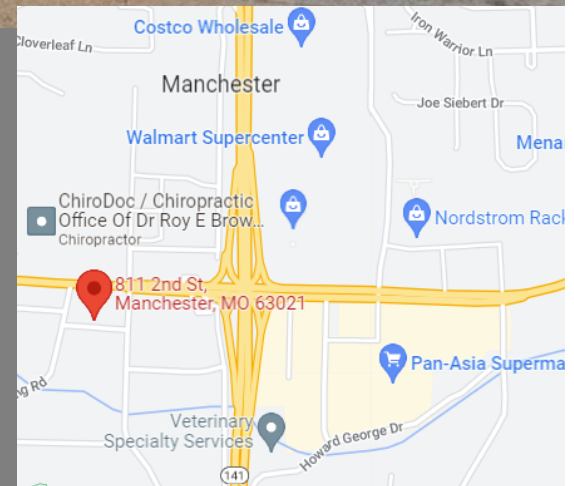 Costco Wholesale
Iron Warrior Ln
Cloverleaf Ln
Manchester
Joe Siebert Dr
Walmart Supercenter
Mena
ChiroDoc / Chiropractic
Office Of Dr Roy E Brow...
Chiropractor
Nordstrom Rack
811 2nd St,
Manchester, MO 63021
Pan-Asia Superma
ng Rd
Veterinary
Specialty Services
Howard George Dr
141